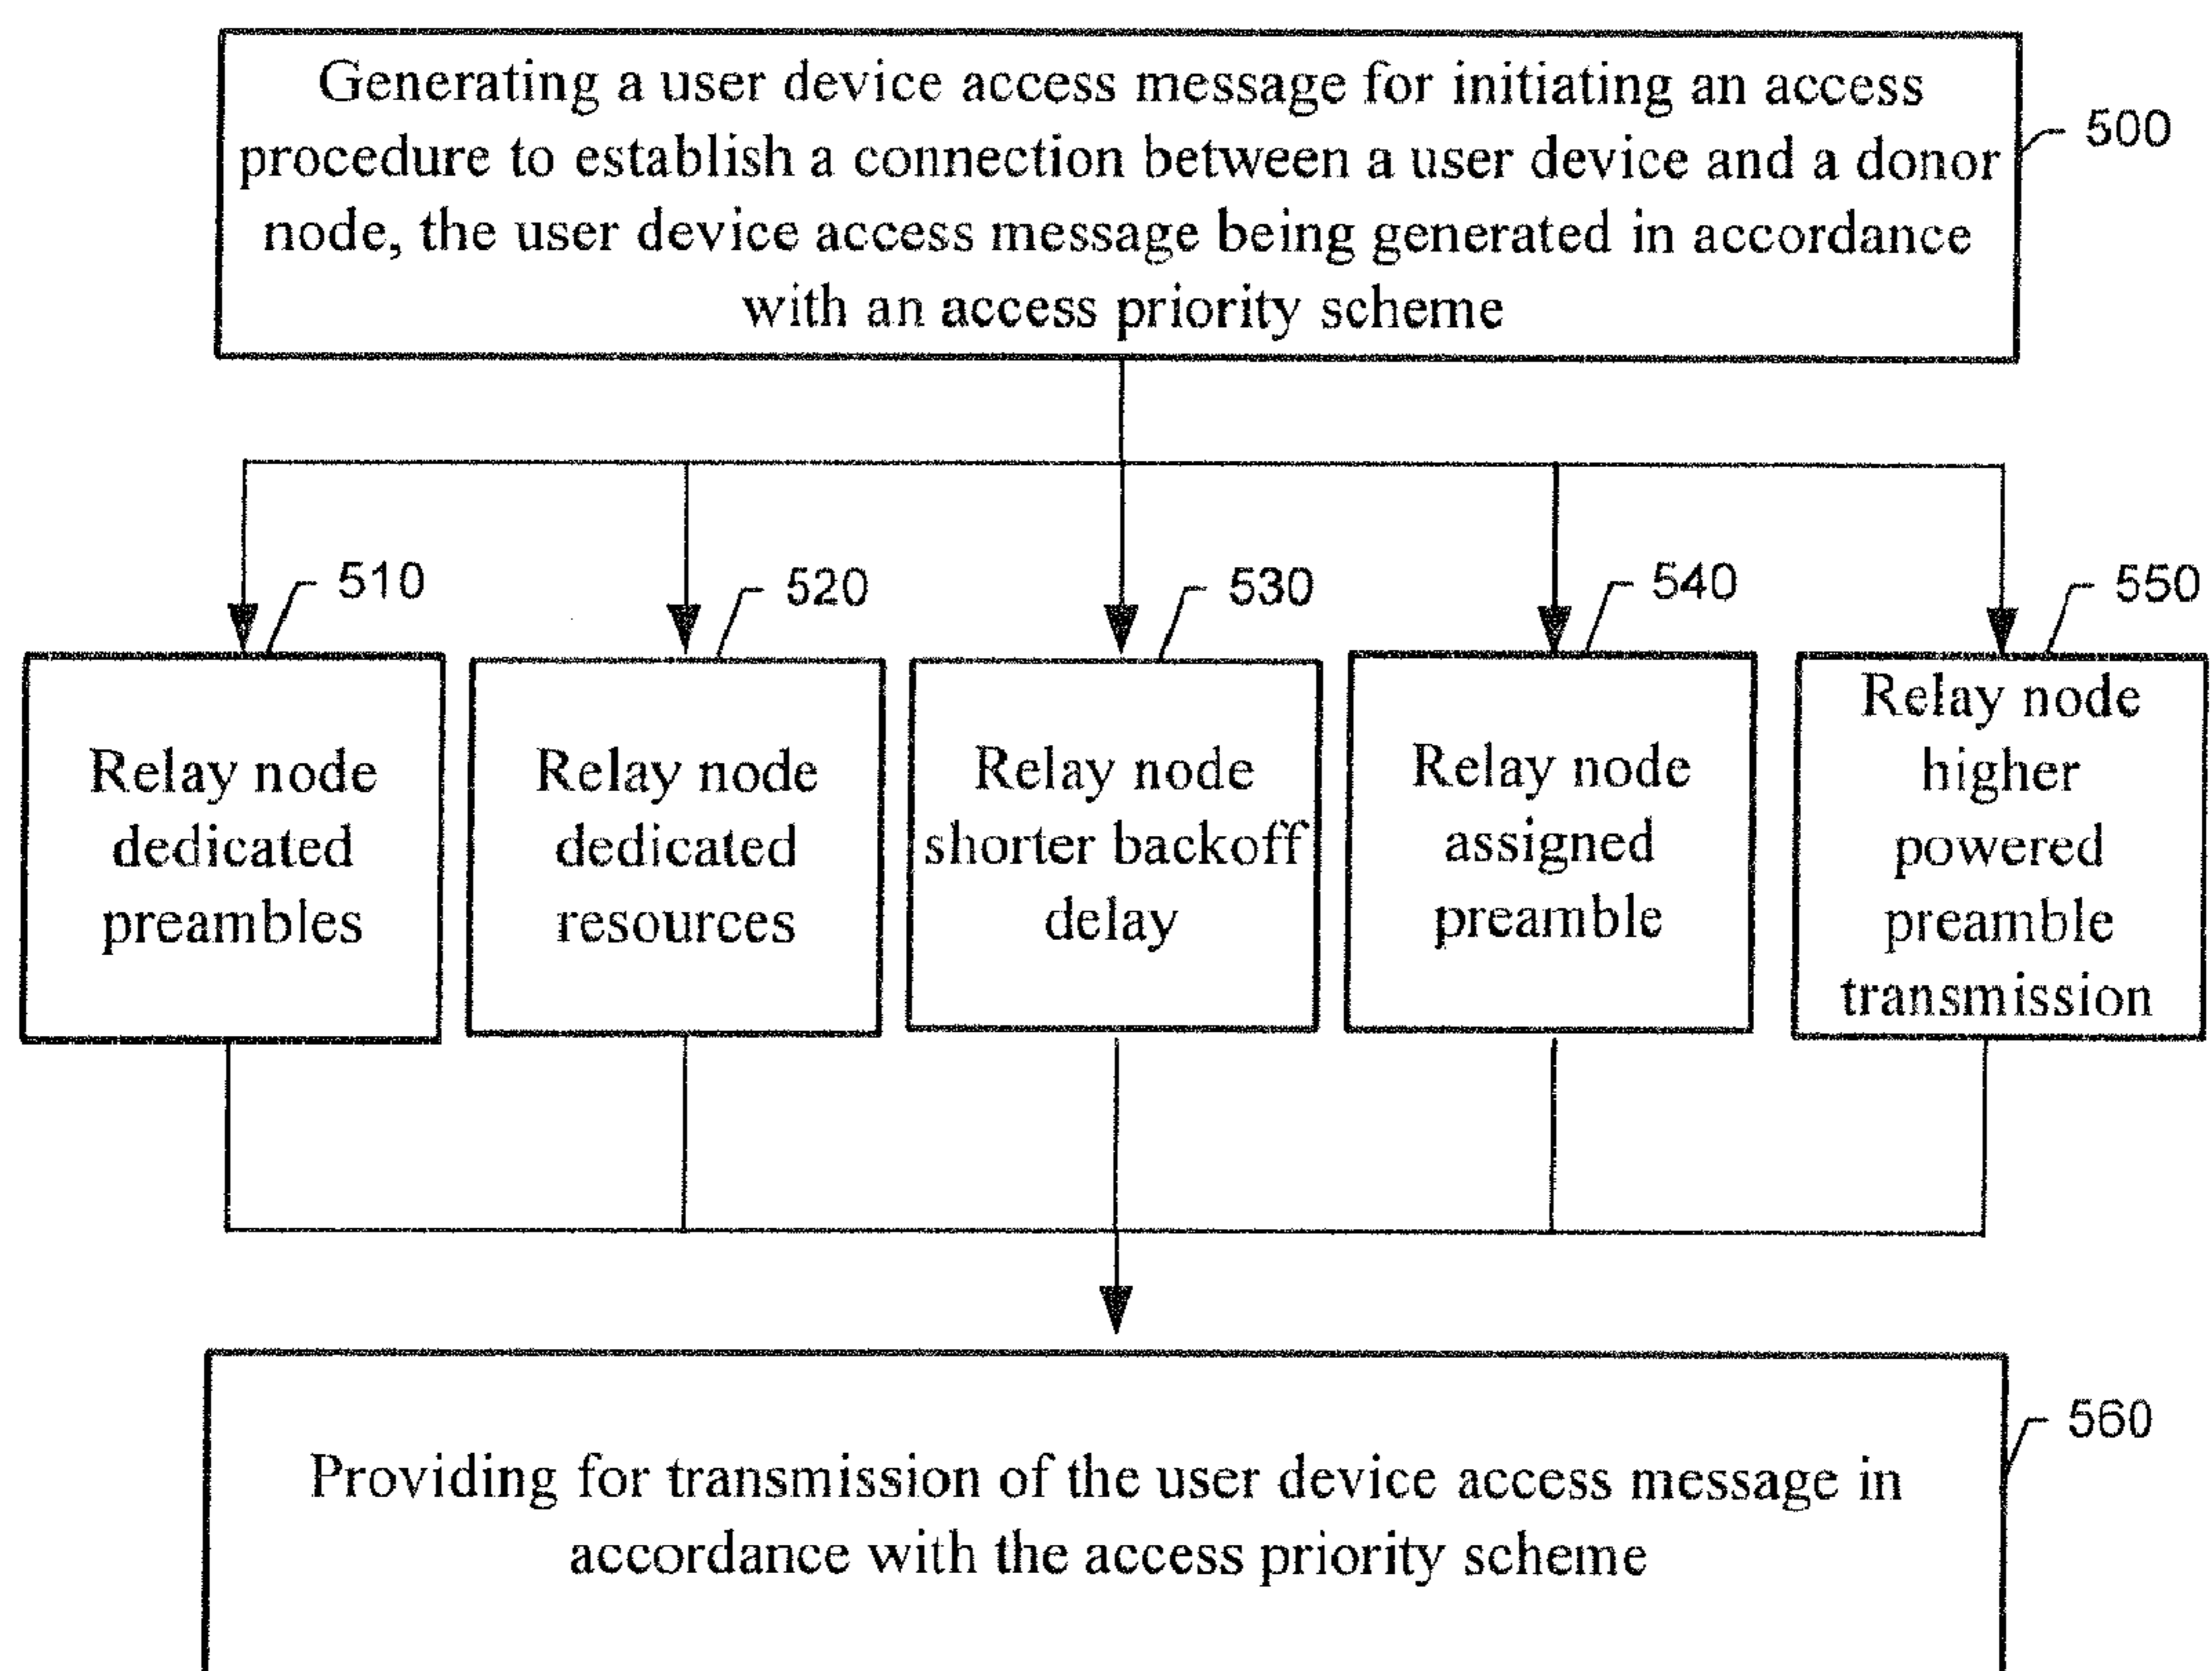 Generating a user device access message for initiating an access
procedure to establish a connection between a user device and a donor
node, the user device access message being generated in accordance
with an access priority scheme
500
510
520
530
540
550
Relay node
dedicated
preambles
Relay node
dedicated
resources
Relay node
shorter backoff
delay
Relay node
assigned
preamble
Relay node
higher
powered
preamble
transmission
560
Providing for transmission of the user device access message in
accordance with the access priority scheme